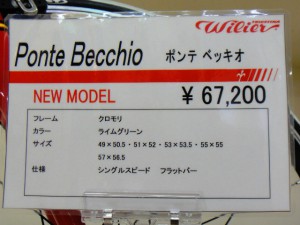 Wilier
Ponte Becchio ポンテ ベッキオ
NEW MODEL ¥ 67,200
フレーム クロモリ
カラー ライムグリーン
サイズ 49×50.5・51×52・53×53.5・55×55
57×56.5
仕様 シングルスピード フラットバー